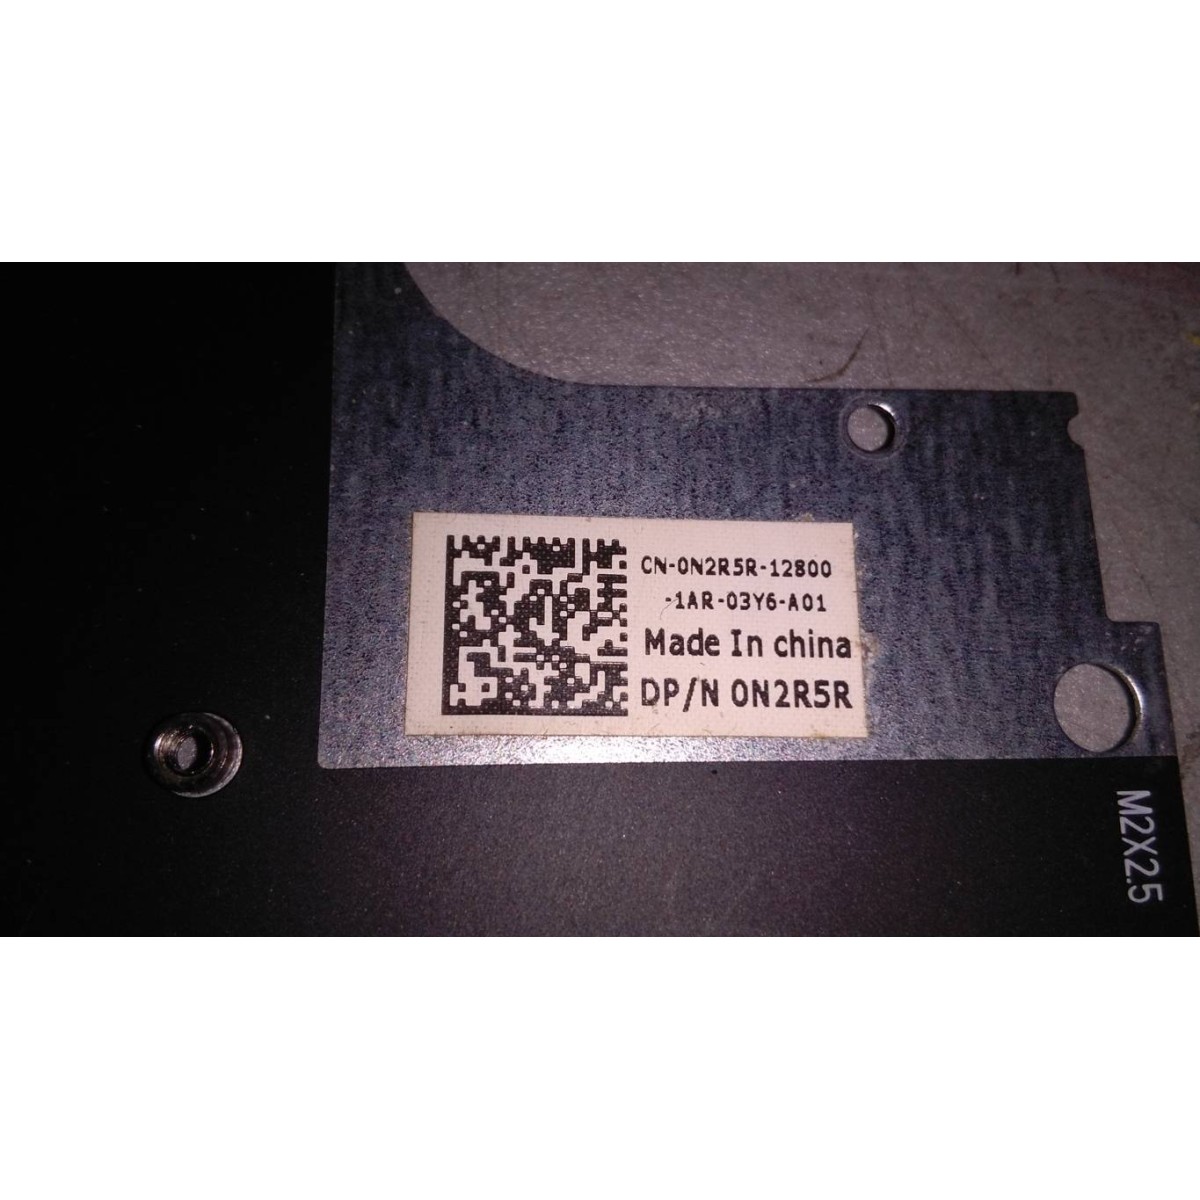 CN-0N2R5R-12800
-1AR-03Y6-A01
Made In china
DP/N 0N2R5R
M2X2.5